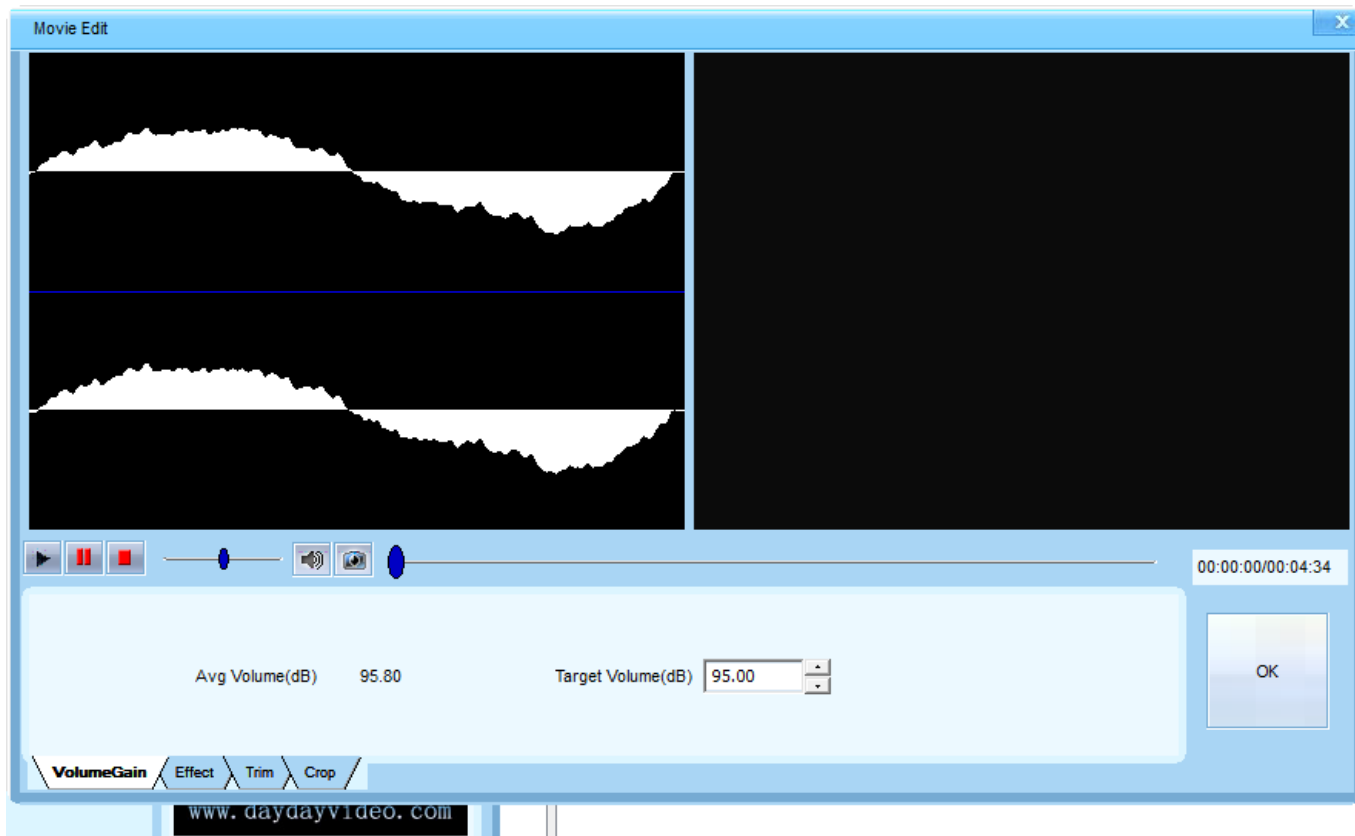 Movie Edit
X
00:00:00/00:04:34
Avg Volume(dB) 95.80 Target Volume(dB) 95.00
OK
VolumeGain Effect Trim Crop
www.daydayvideo.com